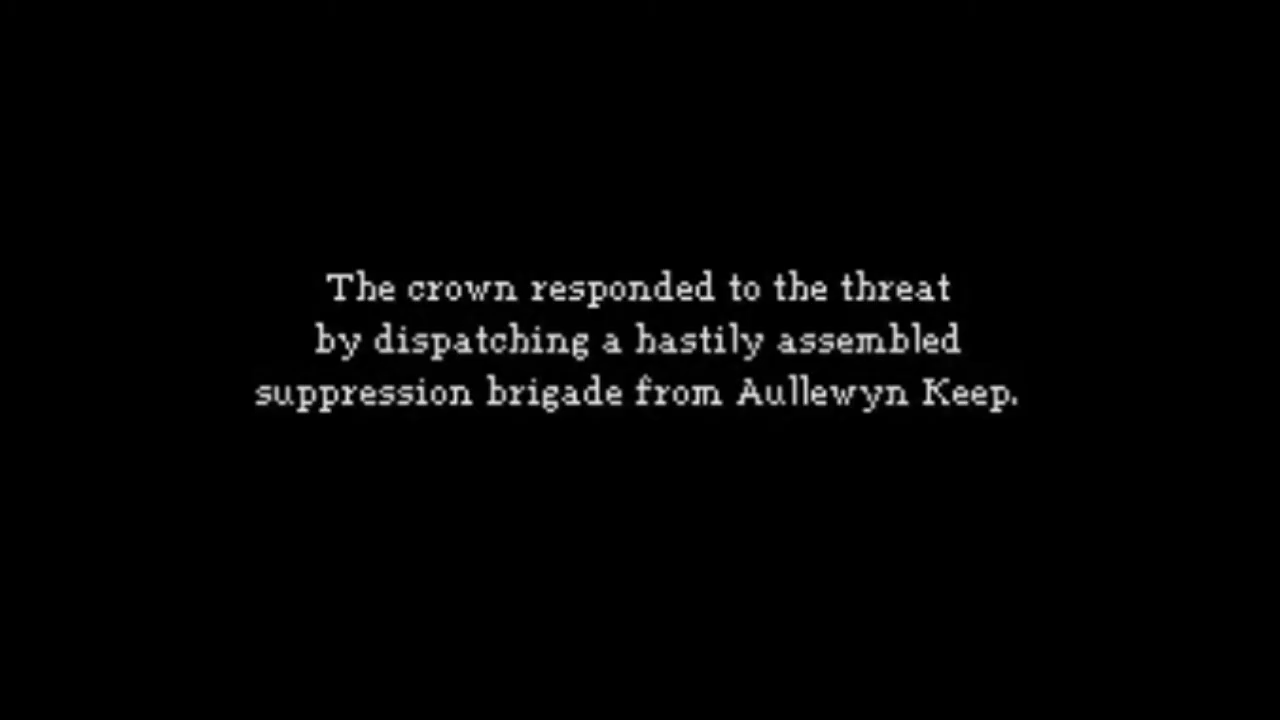 The crown responded to the threat
by dispatching a hastily assembled
suppression brigade from Aullewyn Keep.